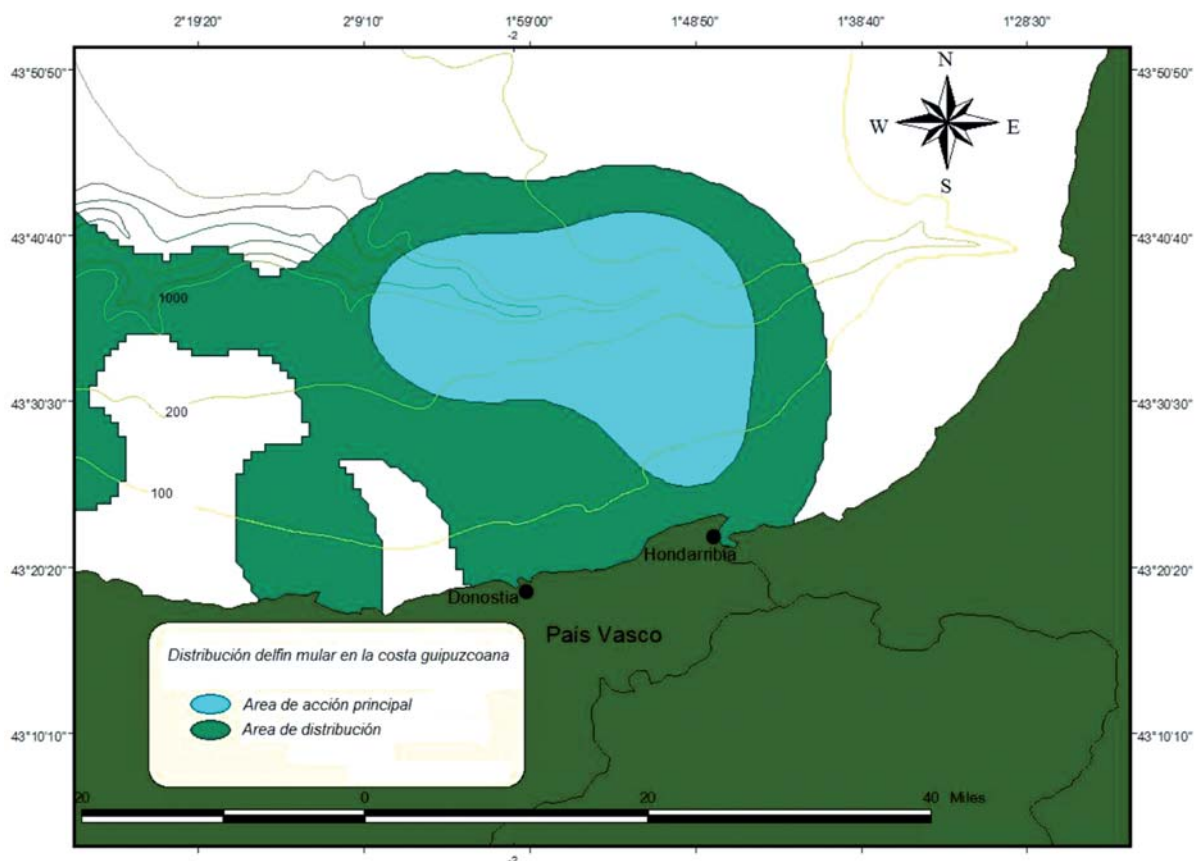 2°19'20" 2°9'10" 1°59'00" 1°48'50" 1°38'40" 1°28'30"
-2
43°50'50" 43°50'50"
N
W E
S
43°40'40" 43°40'40"
1000
43°30'30" 43°30'30"
200
100
Hondarribia
43°20'20" 43°20'20"
Donostia
País Vasco
Distribución delfin mular en la costa guipuzcoana
Area de acción principal
Area de distribución
43°10'10" 43°10'10"
20 0 20 40 Miles